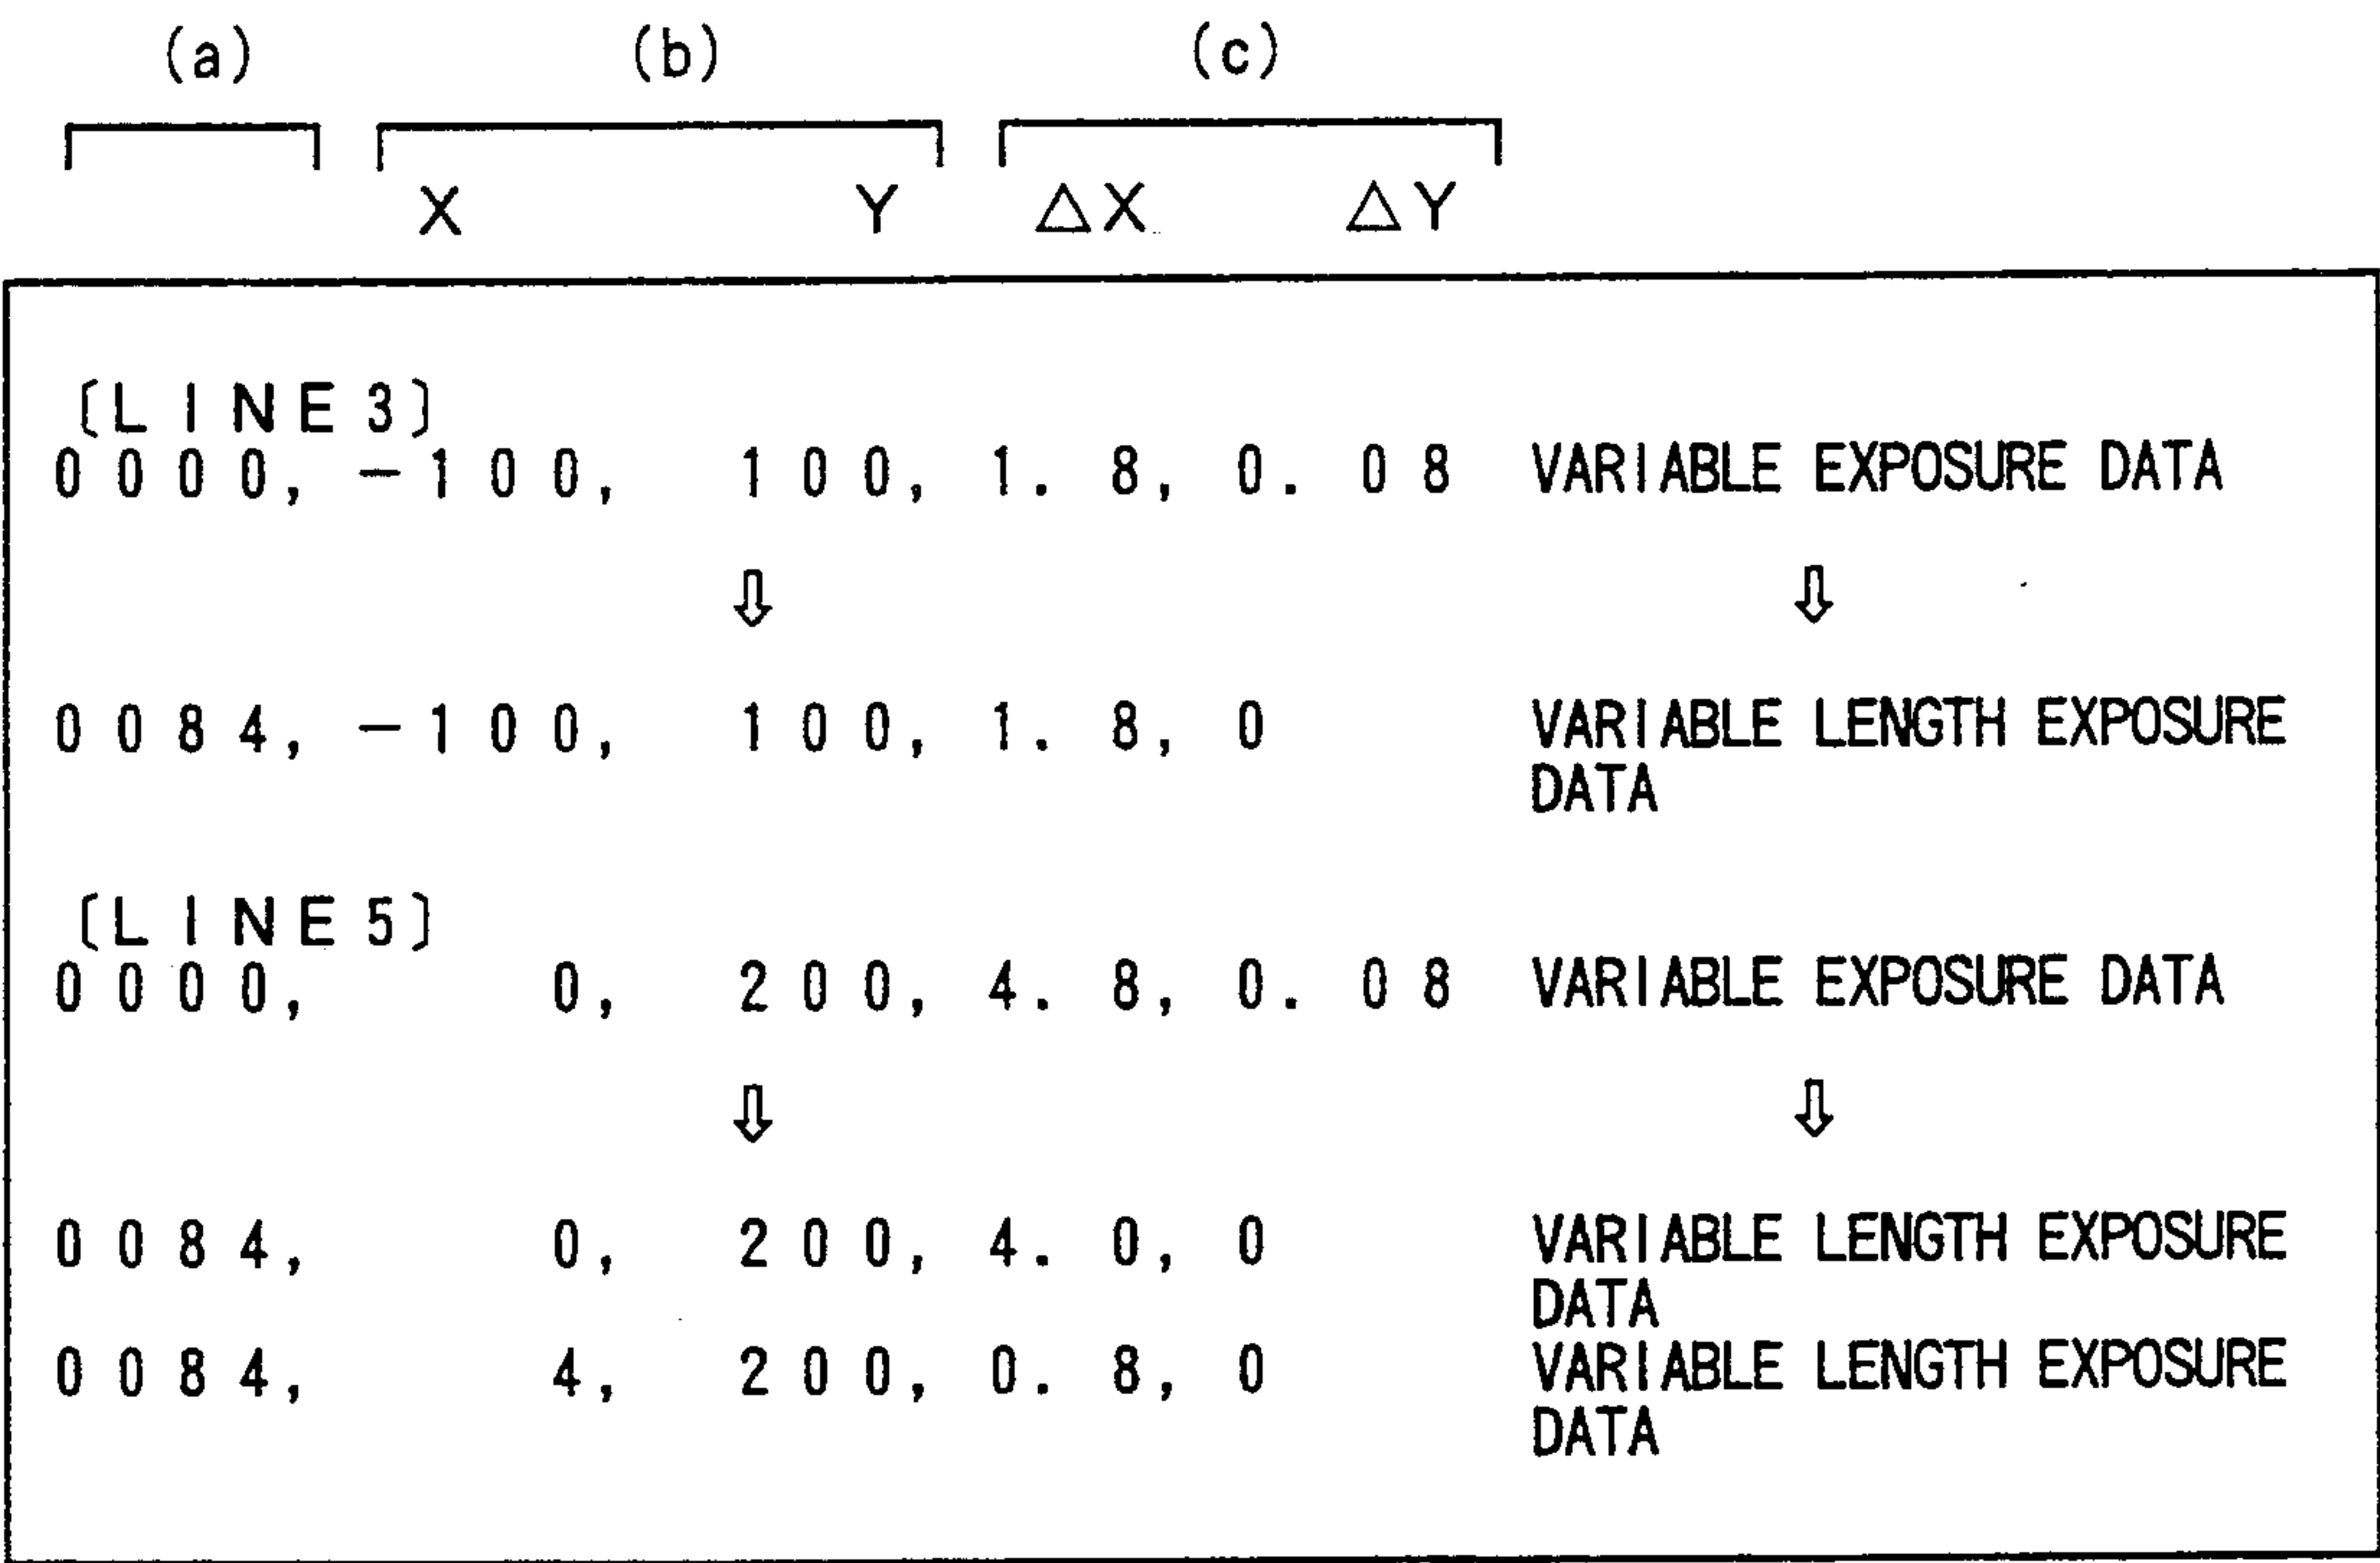 (a) (b) (c)
X Y △X △Y
〔LINE3〕
0000, −100, 100, 1.8, 0.08 VARIABLE EXPOSURE DATA
⇩ ⇩
0084, −100, 100, 1.8, 0 VARIABLE LENGTH EXPOSURE
DATA
〔LINE5〕
0000, 0, 200, 4.8, 0.08 VARIABLE EXPOSURE DATA
⇩ ⇩
0084, 0, 200, 4.0, 0 VARIABLE LENGTH EXPOSURE
DATA
0084, 4, 200, 0.8, 0 VARIABLE LENGTH EXPOSURE
DATA